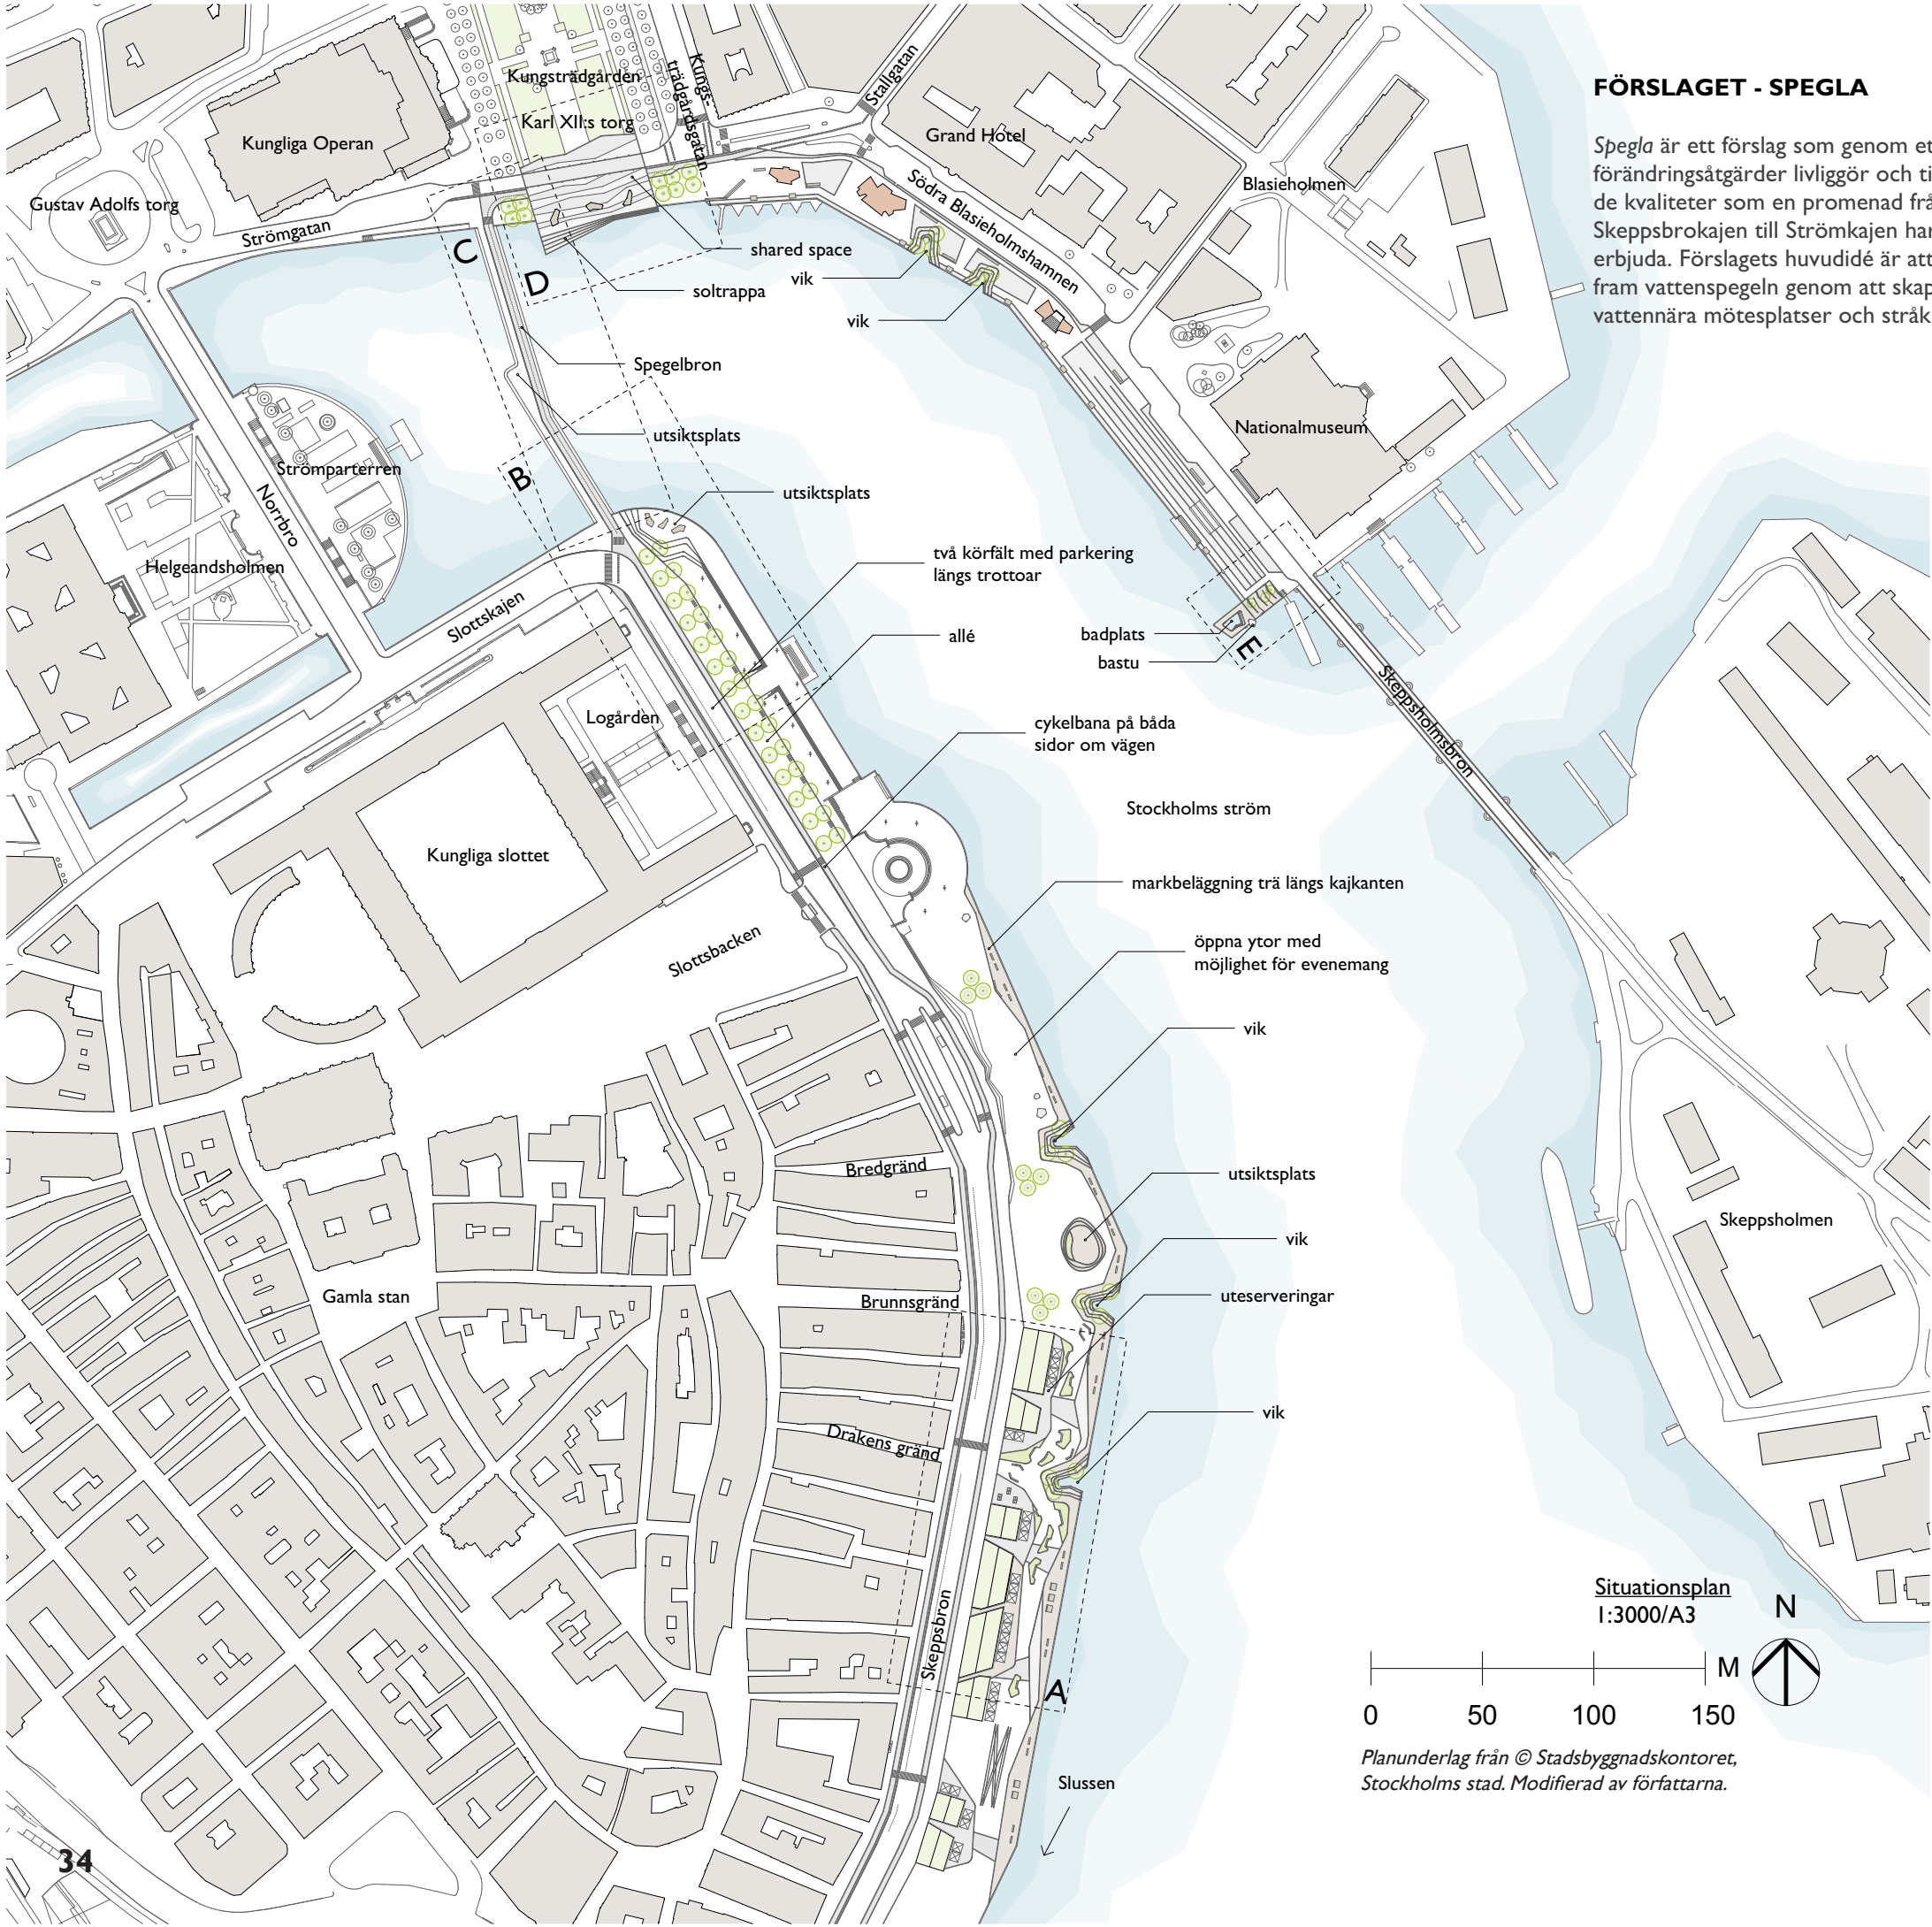 FÖRSLAGET - SPEGLA
Spegla är ett förslag som genom
förändringsåtgärder livliggör och
de kvaliteter som en promenad
Skeppsbrokajen till Strömkajen har
erbjuda. Förslagets huvudidé är att
fram vattenspegeln genom att
vattennära mötesplatser och stråk
Kungsträdgården
Kungs-
trädgårdsgatan
Karl XII:s torg
Stallgatan
Kungliga Operan
Grand Hotel
Gustav Adolfs torg
Blasieholmen
Strömgatan
Södra Blasieholmshamnen
C
D
shared space
vik
soltrappa
vik
Spegelbron
Nationalmuseum
utsiktsplats
Strömparterren
B
utsiktsplats
Norrbro
två körfält med parkering
längs trottoar
Helgeandsholmen
Slottskajen
allé
badplats
bastu
E
Skeppsholmsbron
Logården
cykelbana på båda
sidor om vägen
Stockholms ström
Kungliga slottet
markbeläggning trä längs kajkanten
Slottsbacken
öppna ytor med
möjlighet för evenemang
vik
Bredgränd
utsiktsplats
Skeppsholmen
vik
Gamla stan
Brunnsgränd
uteserveringar
vik
Drakens gränd
Skeppsbron
A
Slussen
Situationsplan
1:3000/A3
N
M
0 50 100 150
Planunderlag från © Stadsbyggnadskontoret,
Stockholms stad. Modifierad av författarna.
34